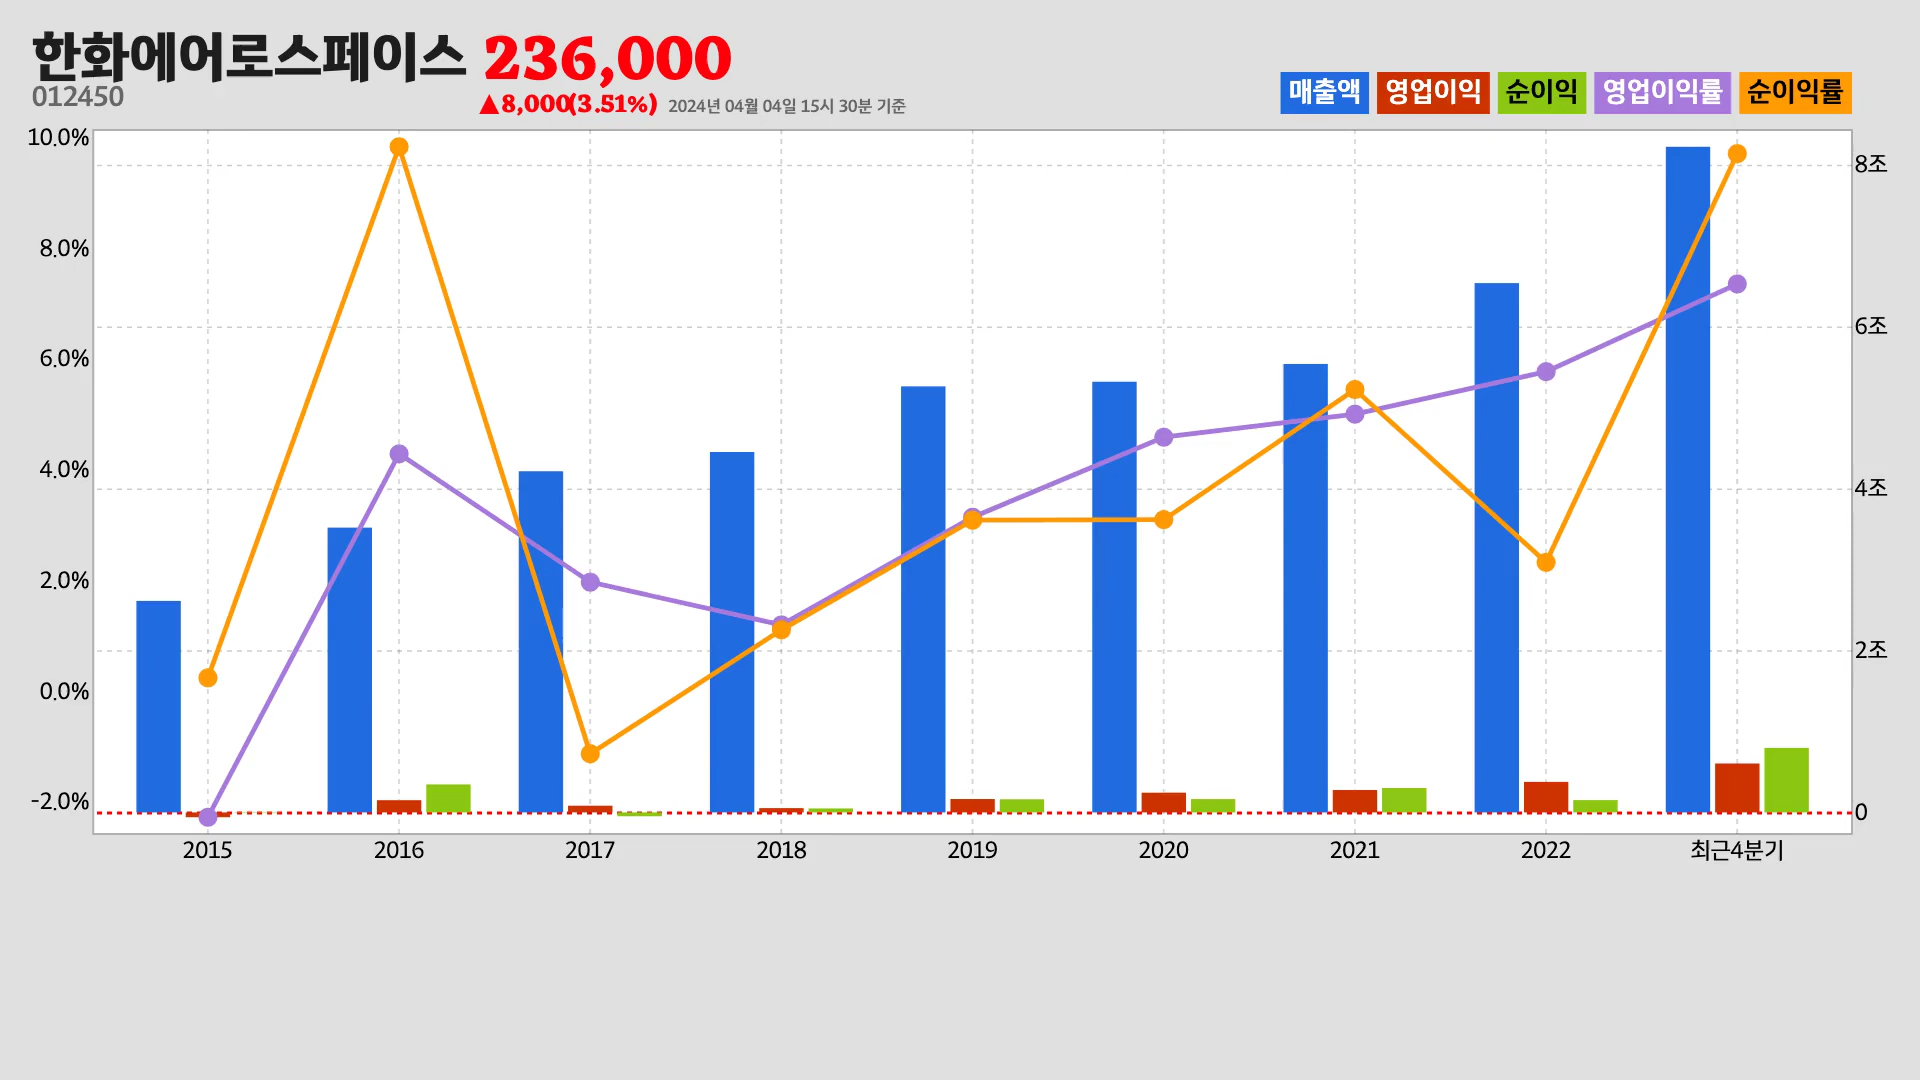 한화에어로스페이스 236,000
012450
▲8,000(3.51%) 2024년 04월 04일 15시 30분 기준
매출액 영업이익 순이익 영업이익률 순이익률
10.0%
8.0%
6.0%
4.0%
2.0%
0.0%
-2.0%
8조
6조
4조
2조
0
2015 2016 2017 2018 2019 2020 2021 2022 최근4분기